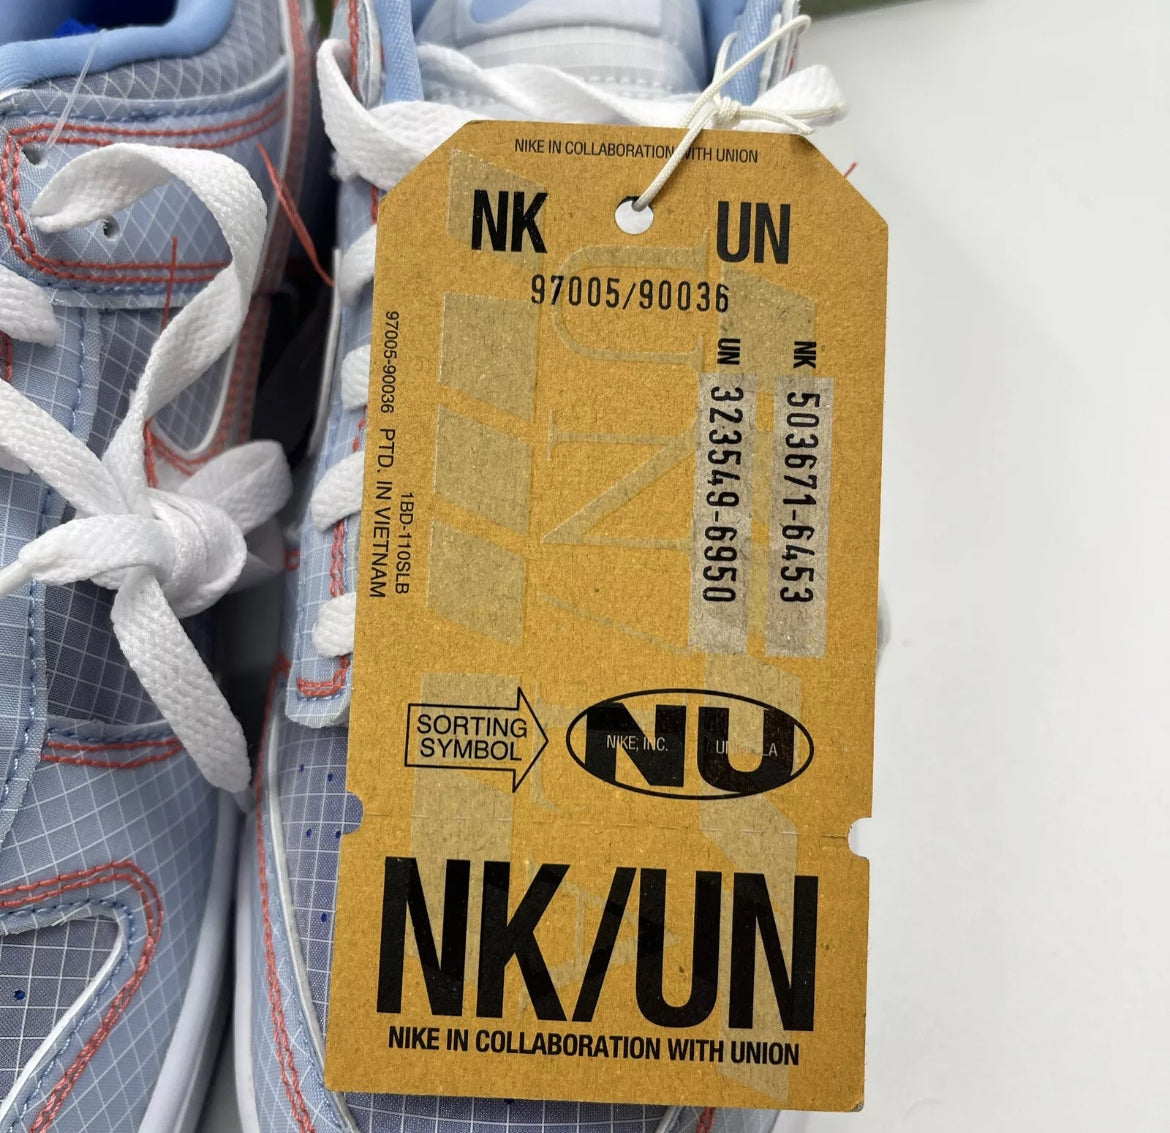 NIKE IN COLLABORATION WITH UNION
NK UN
97005/90036
UN 323549-6950
NK 503671-6453
97005-90036 PTD. IN VIETNAM
1BD-110SLB
SORTING
SYMBOL
NU
NIKE, INC.
LA
NK/UN
NIKE IN COLLABORATION WITH UNION